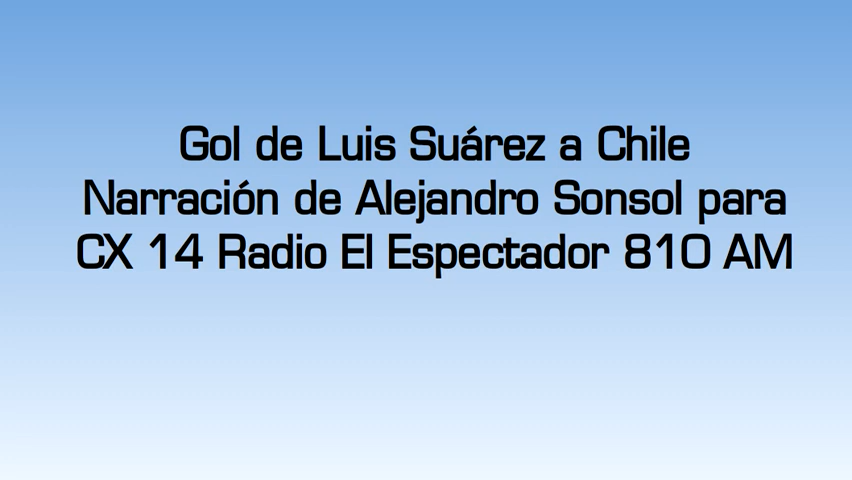 Gol de Luis Suárez a Chile
Narración de Alejandro Sonsol para
CX 14 Radio El Espectador 810 AM